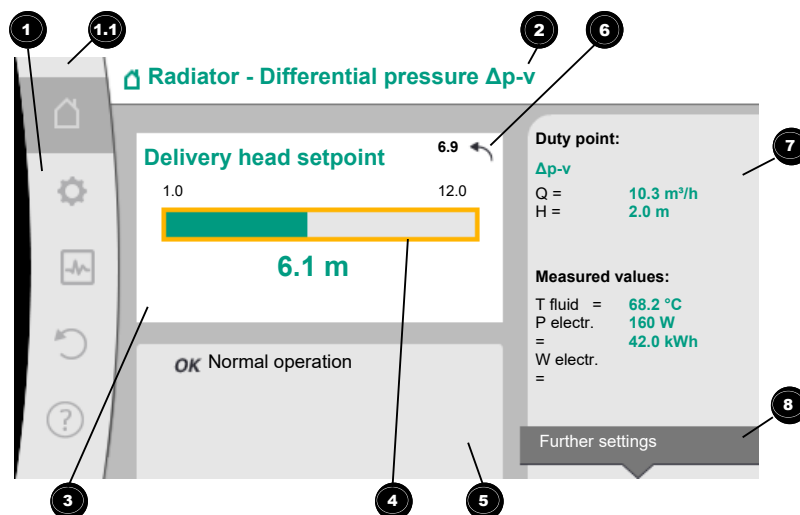 1
1.1
2
6
Radiator - Differential pressure Δp-v
Delivery head setpoint
6.9
1.0
12.0
6.1 m
OK Normal operation
Duty point:
Δp-v
Q = 10.3 m³/h
H = 2.0 m
Measured values:
T fluid = 68.2 °C
P electr. 160 W
= 42.0 kWh
W electr.
=
Further settings
?
7
8
3
4
5